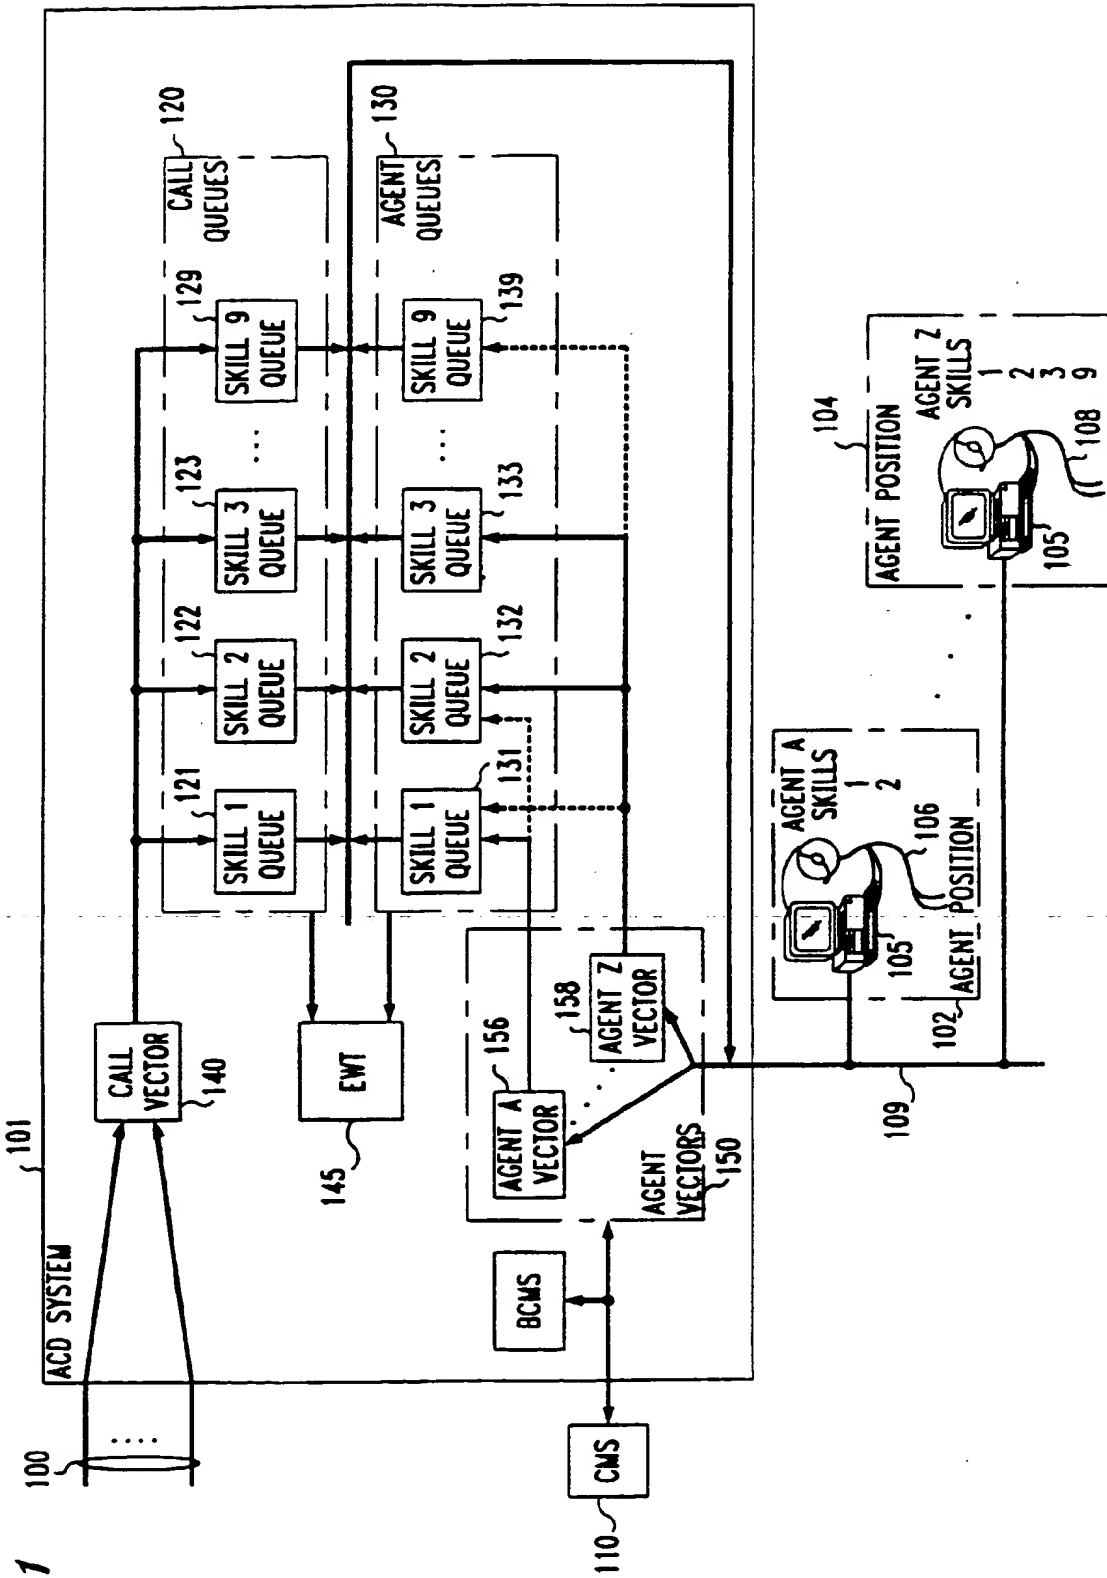 1
100
101
ACD SYSTEM
CALL
VECTOR
140
120
CALL
QUEUES
121
SKILL 1
QUEUE
122
SKILL 2
QUEUE
123
SKILL 3
QUEUE
...
129
SKILL 9
QUEUE
EWT
145
130
AGENT
QUEUES
131
SKILL 1
QUEUE
132
SKILL 2
QUEUE
133
SKILL 3
QUEUE
...
139
SKILL 9
QUEUE
BCMS
CMS
110
AGENT A
VECTOR
156
AGENT Z
VECTOR
158
AGENT
VECTORS
150
109
102
AGENT POSITION
AGENT A
SKILLS
1
2
105
106
104
AGENT POSITION
AGENT Z
SKILLS
1
2
3
9
105
108